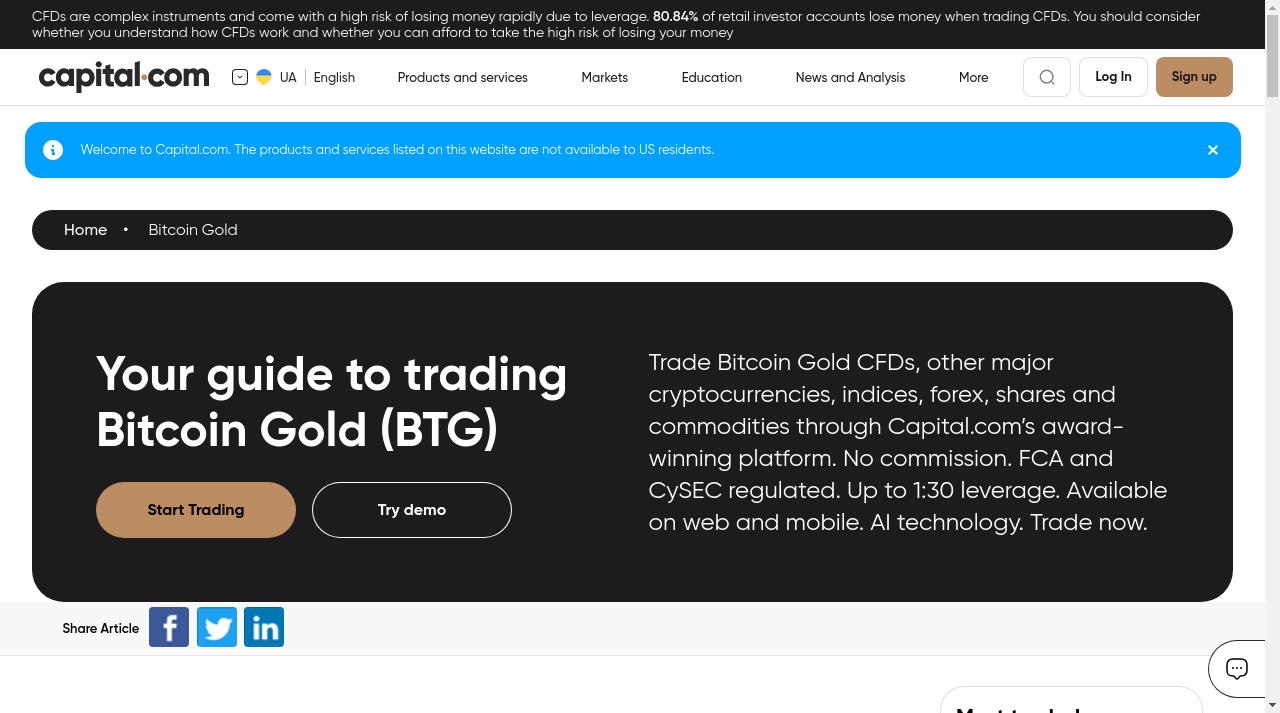 CFDs are complex instruments and come with a high risk of losing money rapidly due to leverage. 80.84% of retail investor accounts lose money when trading CFDs. You should consider
whether you understand how CFDs work and whether you can afford to take the high risk of losing your money
capital.com UA English Products and services Markets Education News and Analysis More Log In Sign up
Welcome to Capital.com. The products and services listed on this website are not available to US residents.
Home • Bitcoin Gold
Your guide to trading
Bitcoin Gold (BTG)
Start Trading Try demo
Trade Bitcoin Gold CFDs, other major
cryptocurrencies, indices, forex, shares and
commodities through Capital.com’s award-
winning platform. No commission. FCA and
CySEC regulated. Up to 1:30 leverage. Available
on web and mobile. AI technology. Trade now.
Share Article